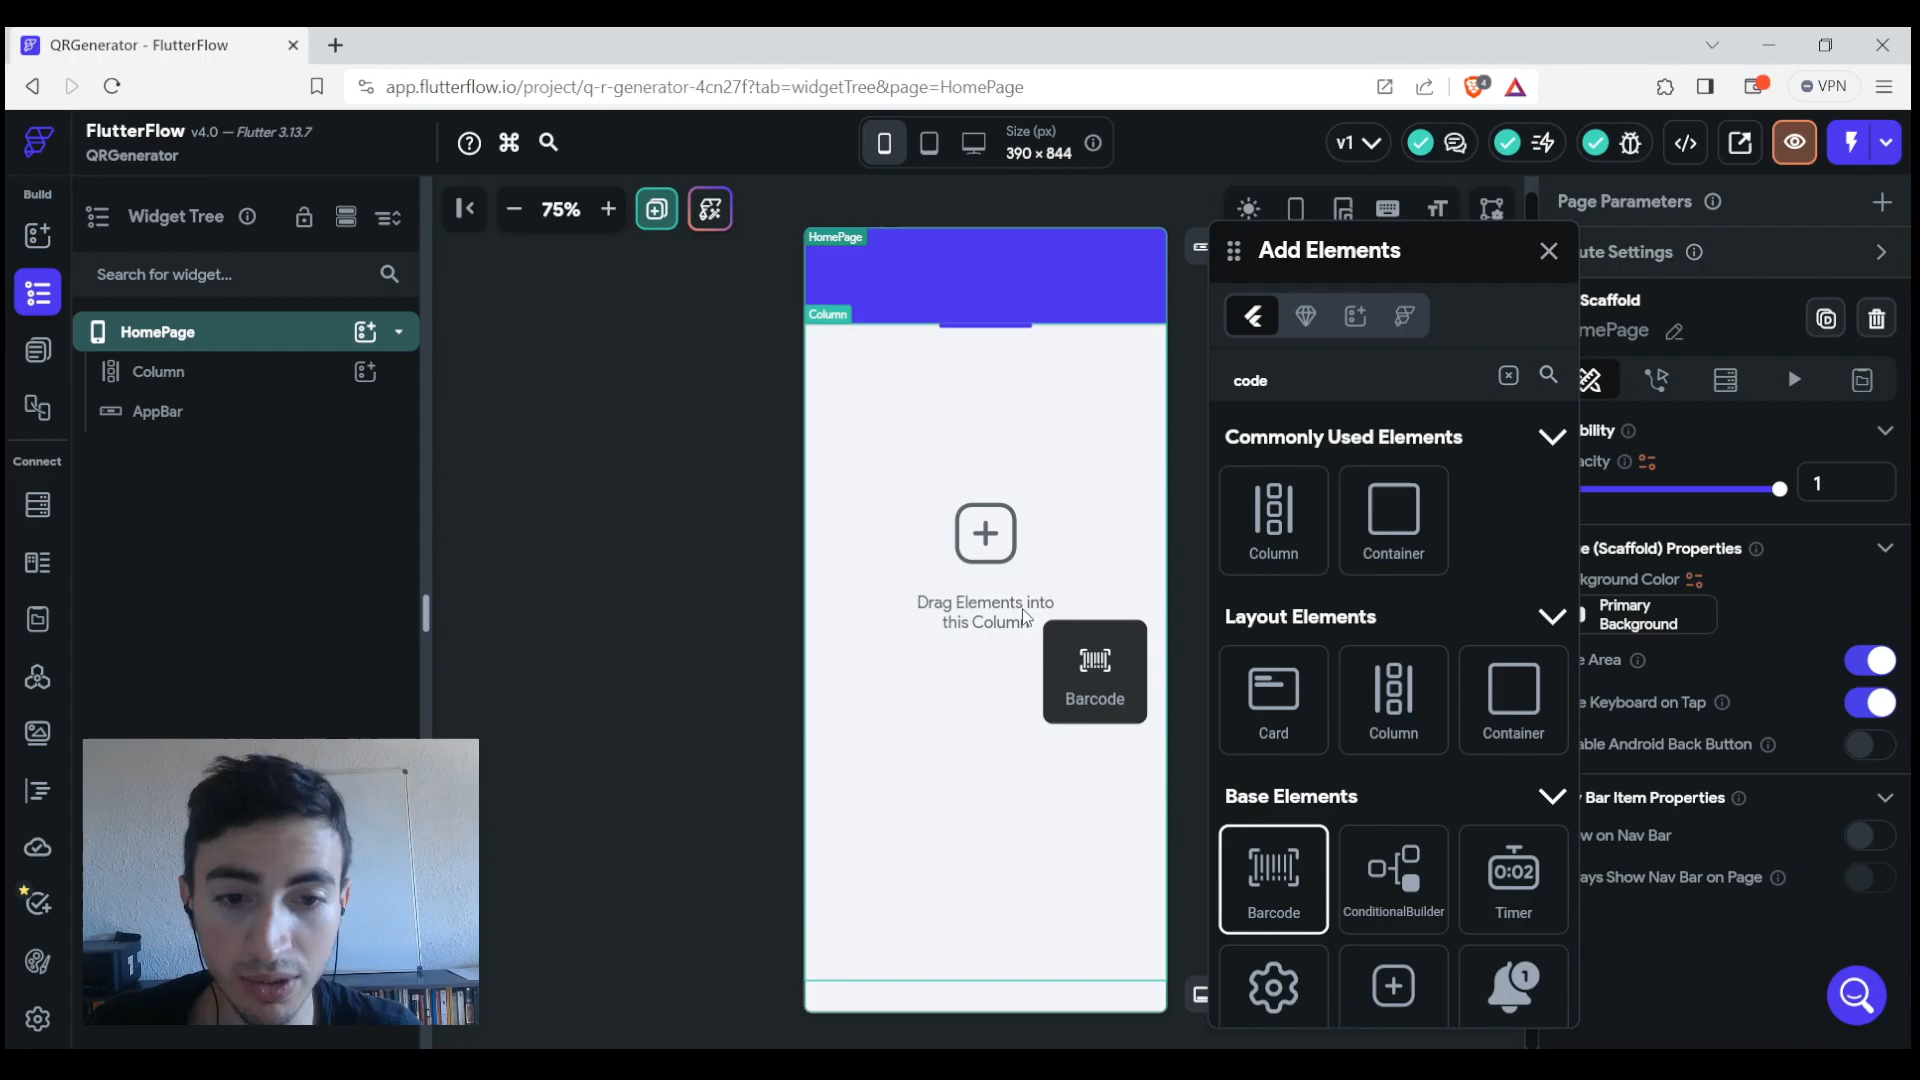 QRGenerator - FlutterFlow
app.flutterflow.io/project/q-r-generator-4cn27f?tab=widgetTree&page=HomePage
4
VPN
FlutterFlow v4.0 — Flutter 3.13.7
QRGenerator
Size (px)
390 × 844
v1
Build
Widget Tree
75%
Page Parameters
Search for widget...
HomePage
Add Elements
ute Settings
HomePage
Column
Scaffold
mePage
Column
code
AppBar
bility
Commonly Used Elements
Connect
acity
1
Column
Container
e (Scaffold) Properties
kground Color
Drag Elements into
this Column
Primary
Background
Layout Elements
e Area
Barcode
e Keyboard on Tap
Card
Column
Container
able Android Back Button
Base Elements
Bar Item Properties
w on Nav Bar
0:02
ays Show Nav Bar on Page
Barcode
ConditionalBuilder
Timer
1